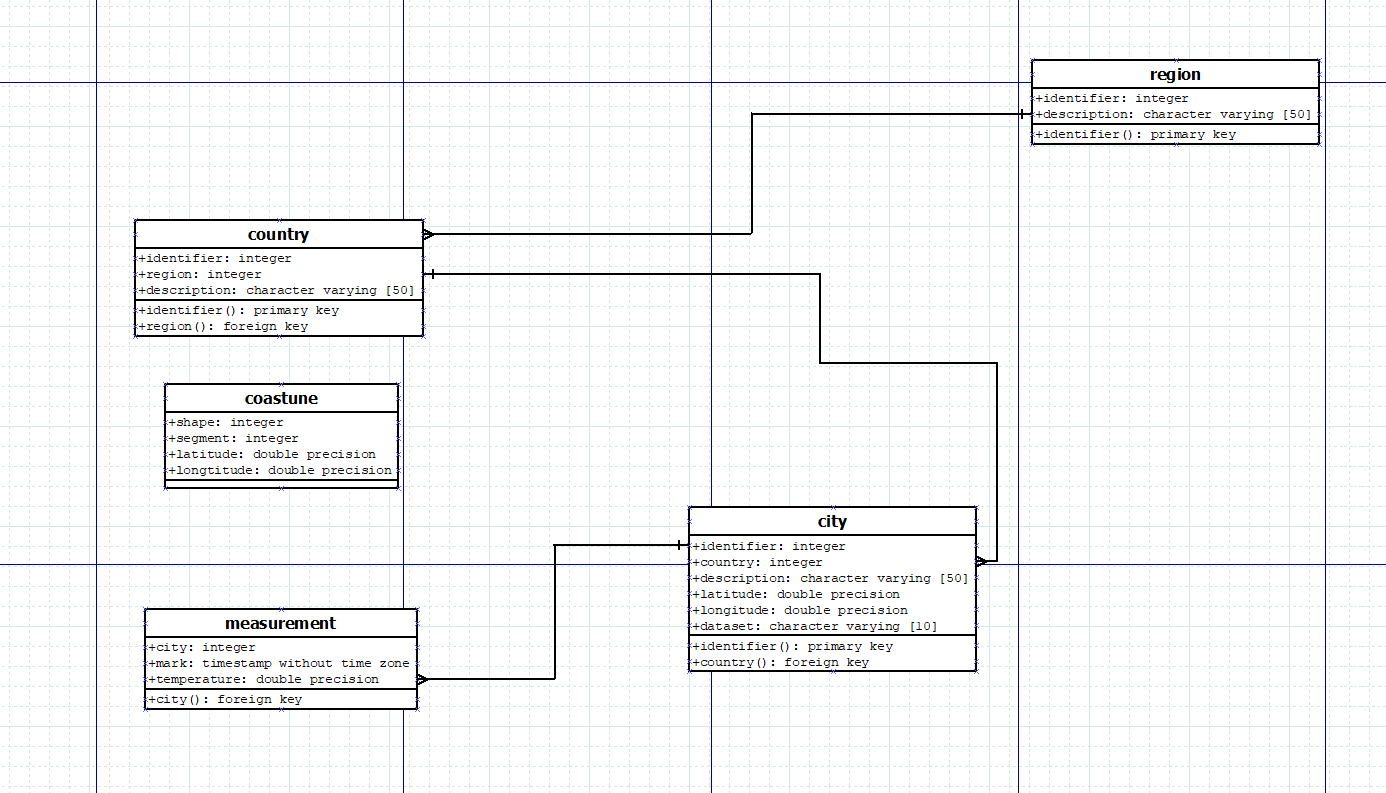 region
+identifier: integer
+description: character varying [50]
+identifier(): primary key
country
+identifier: integer
+region: integer
+description: character varying [50]
+identifier(): primary key
+region(): foreign key
coastune
+shape: integer
+segment: integer
+latitude: double precision
+longtitude: double precision
city
+identifier: integer
+country: integer
+description: character varying [50]
+latitude: double precision
+longitude: double precision
+dataset: character varying [10]
+identifier(): primary key
+country(): foreign key
measurement
+city: integer
+mark: timestamp without time zone
+temperature: double precision
+city(): foreign key